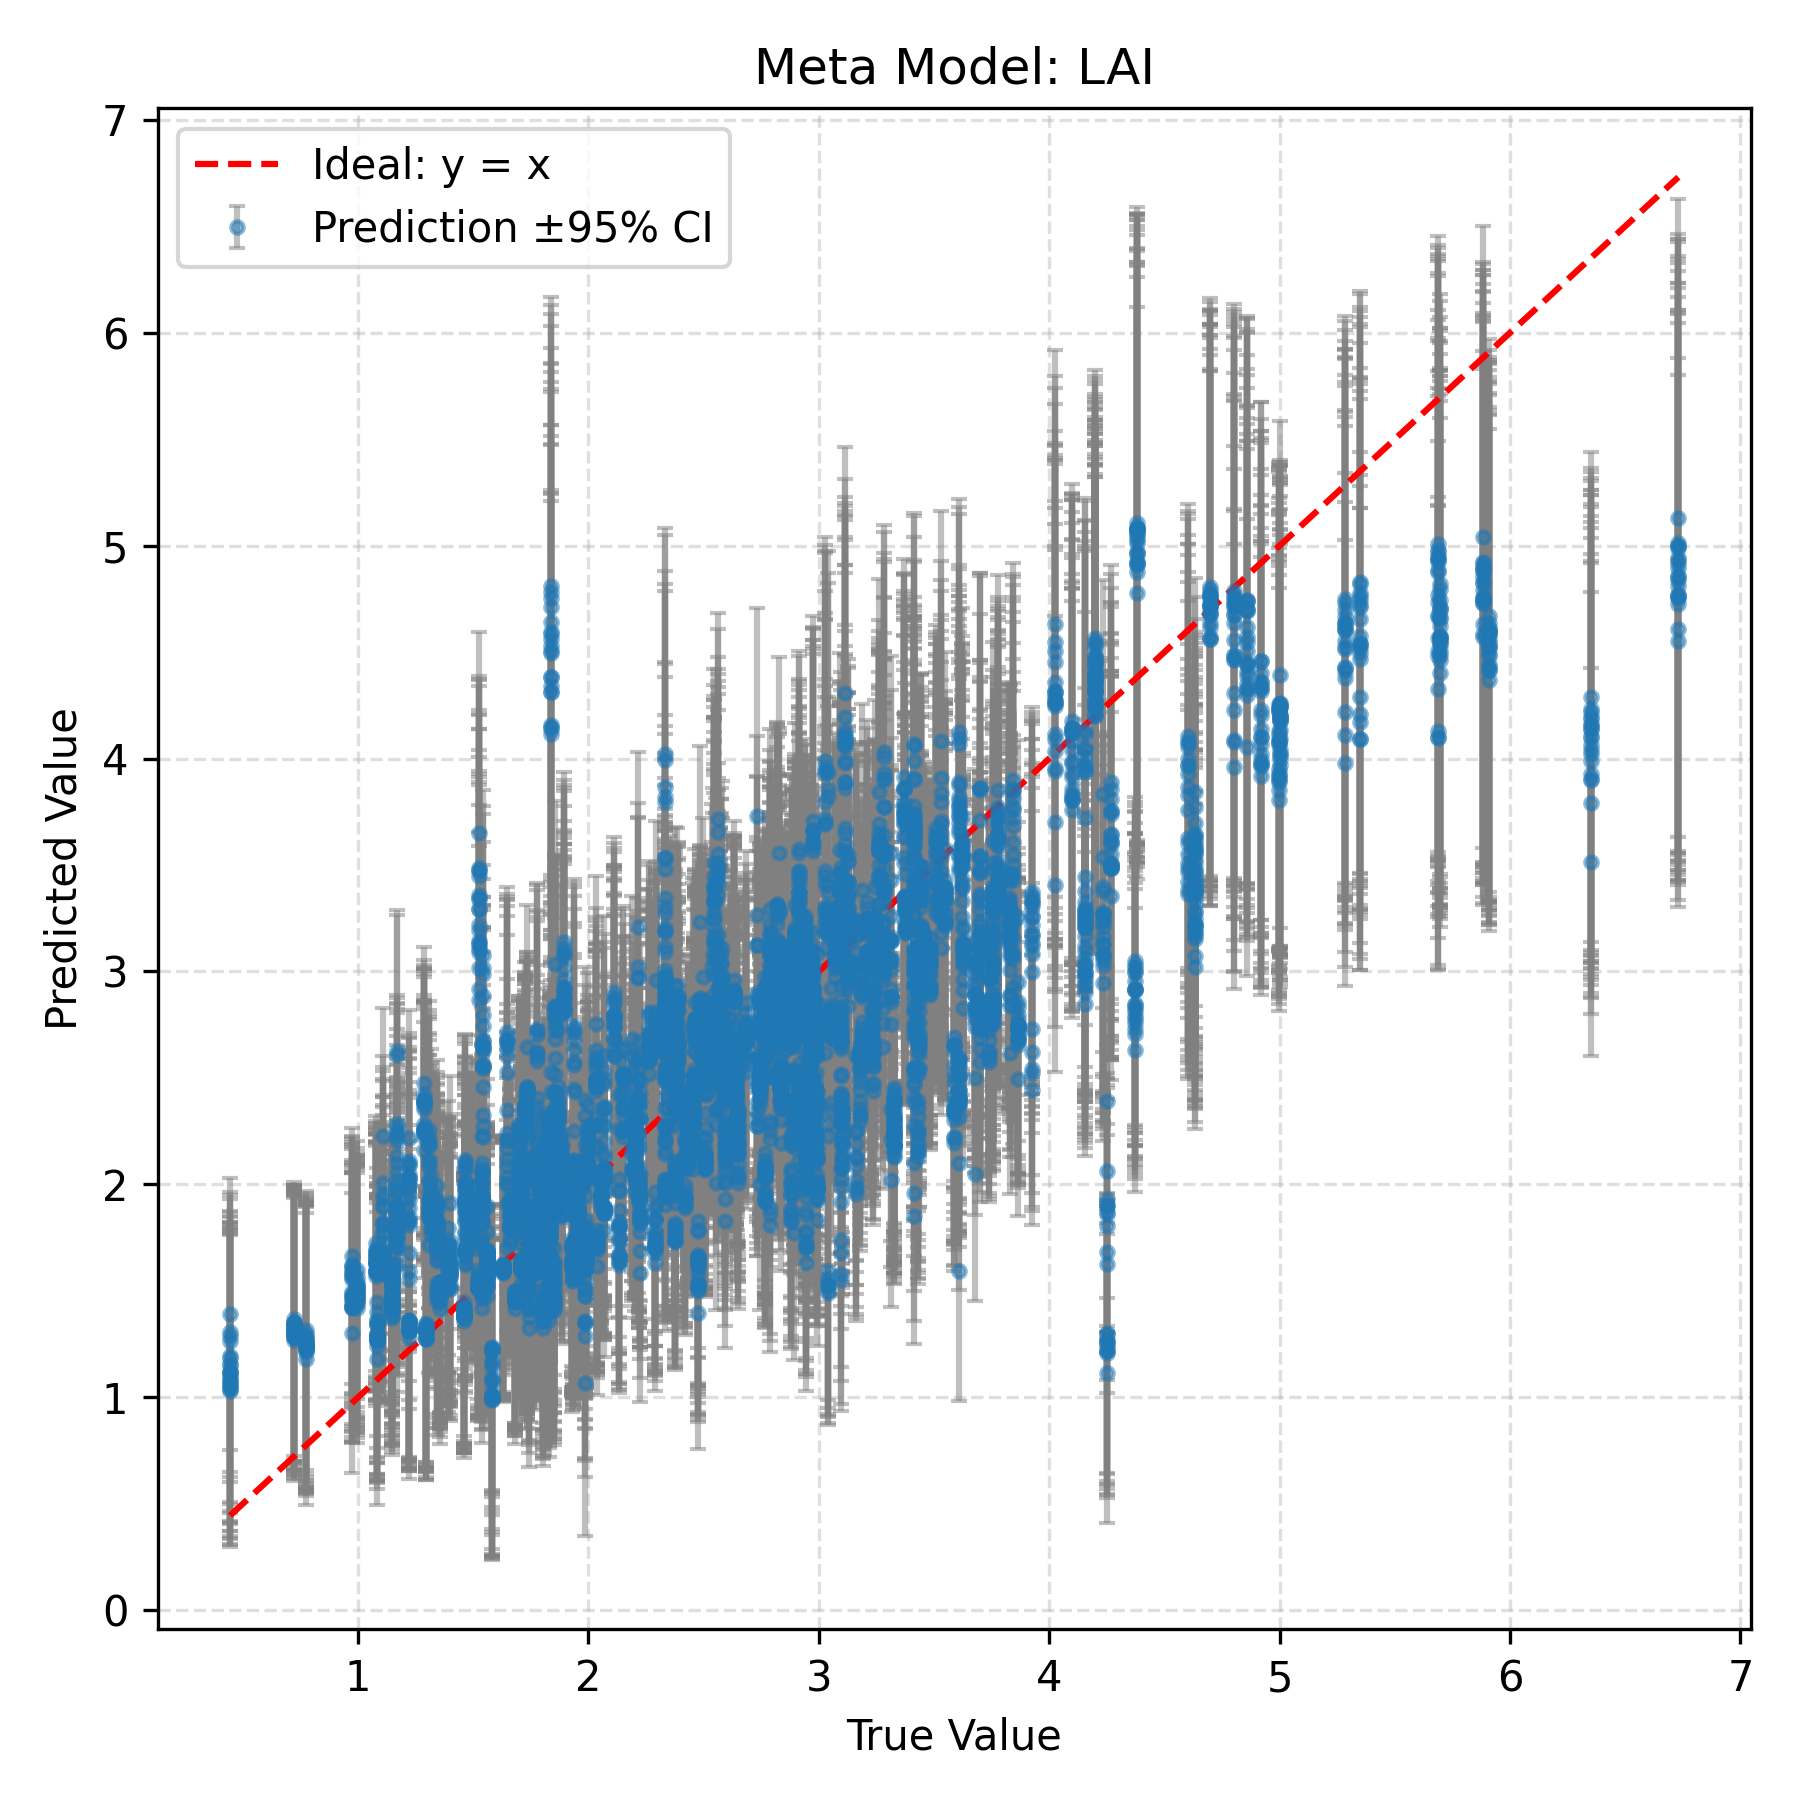 Meta Model: LAI
Ideal: y = x
Prediction ±95% CI
Predicted Value
7
6
5
4
3
2
1
0
1 2 3 4 5 6 7
True Value